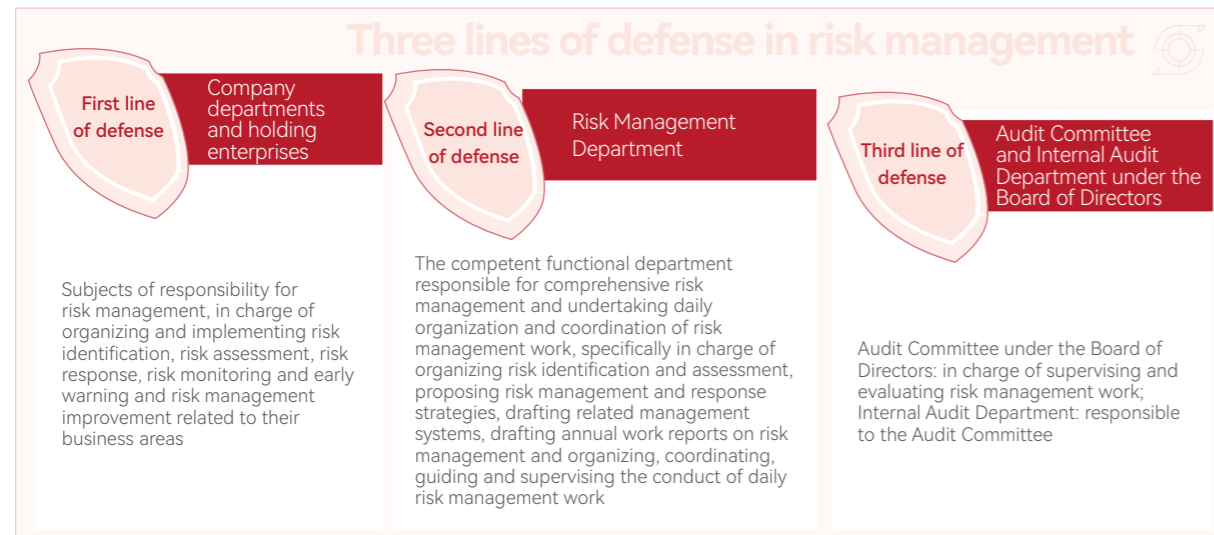 Three lines of defense in risk management
First line
of defense
Company
departments
and holding
enterprises
Subjects of responsibility for
risk management, in charge of
organizing and implementing risk
identification, risk assessment, risk
response, risk monitoring and early
warning and risk management
improvement related to their
business areas
Second line
of defense
Risk Management
Department
The competent functional department
responsible for comprehensive risk
management and undertaking daily
organization and coordination of risk
management work, specifically in charge of
organizing risk identification and assessment,
proposing risk management and response
strategies, drafting related management
systems, drafting annual work reports on risk
management and organizing, coordinating,
guiding and supervising the conduct of daily
risk management work
Third line of
defense
Audit Committee
and Internal Audit
Department under the
Board of Directors
Audit Committee under the Board of
Directors: in charge of supervising and
evaluating risk management work;
Internal Audit Department: responsible
to the Audit Committee